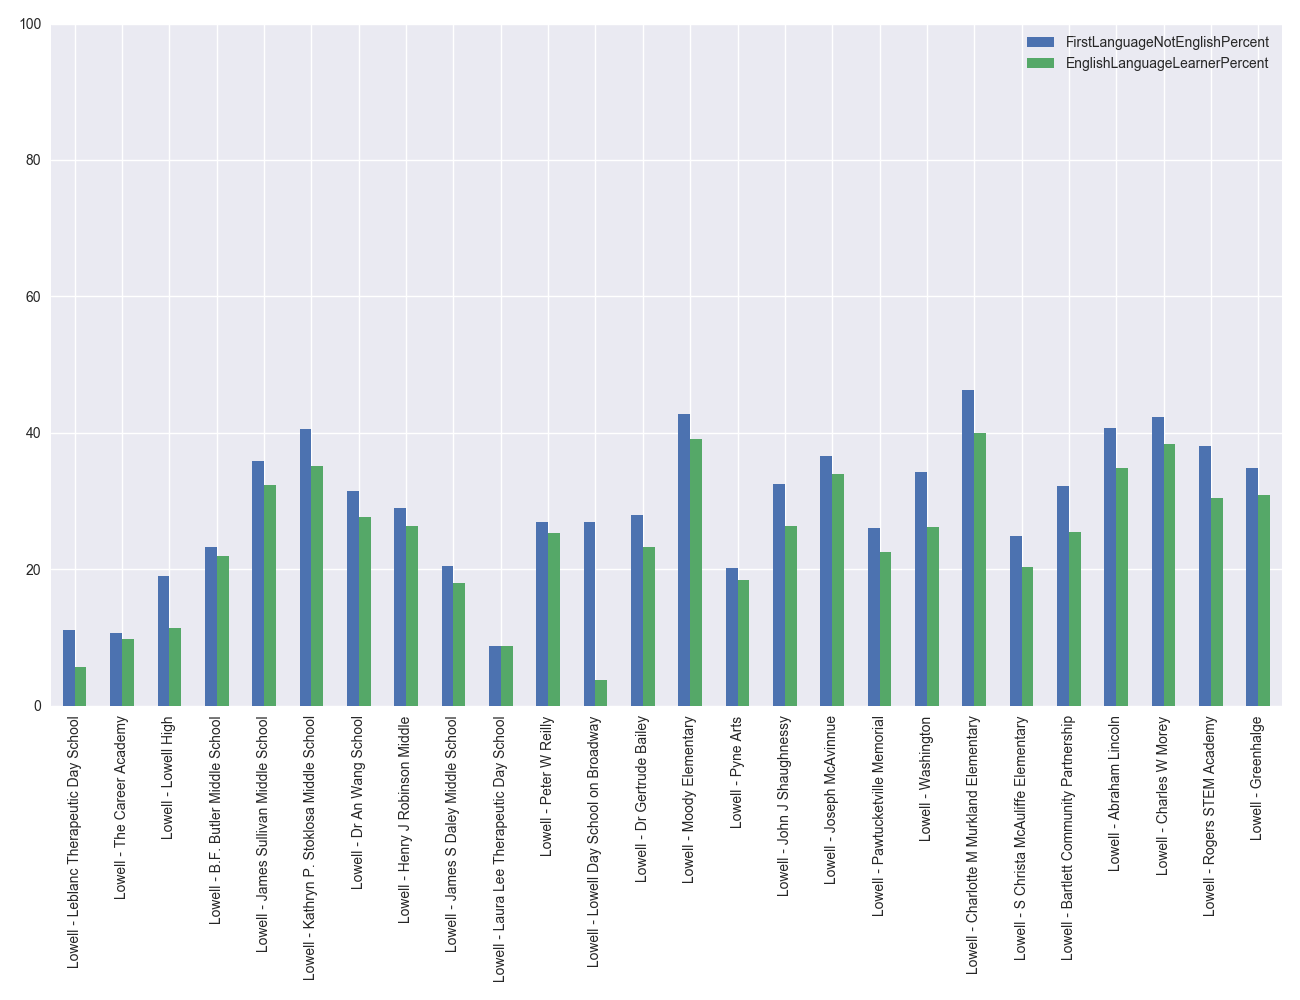 100
80
60
40
20
0
FirstLanguageNotEnglishPercent
EnglishLanguageLearnerPercent
Lowell - Leblanc Therapeutic Day School
Lowell - The Career Academy
Lowell - Lowell High
Lowell - B.F. Butler Middle School
Lowell - James Sullivan Middle School
Lowell - Kathryn P. Stoklosa Middle School
Lowell - Dr An Wang School
Lowell - Henry J Robinson Middle
Lowell - James S Daley Middle School
Lowell - Laura Lee Therapeutic Day School
Lowell - Peter W Reilly
Lowell - Lowell Day School on Broadway
Lowell - Dr Gertrude Bailey
Lowell - Moody Elementary
Lowell - Pyne Arts
Lowell - John J Shaughnessy
Lowell - Joseph McAvinnue
Lowell - Pawtucketville Memorial
Lowell - Washington
Lowell - Charlotte M Murkland Elementary
Lowell - S Christa McAuliffe Elementary
Lowell - Bartlett Community Partnership
Lowell - Abraham Lincoln
Lowell - Charles W Morey
Lowell - Rogers STEM Academy
Lowell - Greenhalge